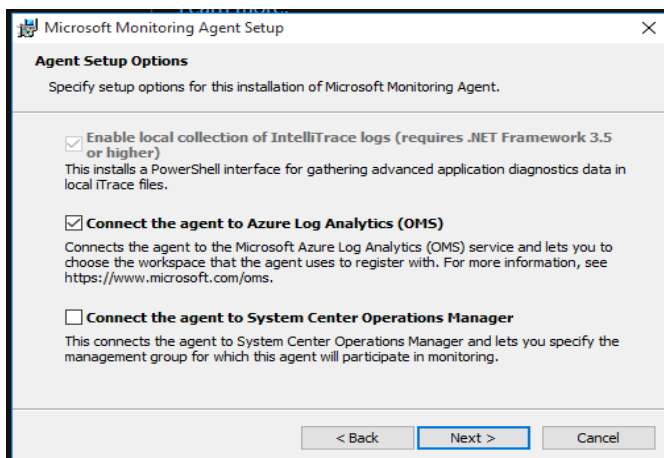 Learn more.
Microsoft Monitoring Agent Setup
Agent Setup Options
Specify setup options for this installation of Microsoft Monitoring Agent.
Enable local collection of IntelliTrace logs (requires .NET Framework 3.5
or higher)
This installs a PowerShell interface for gathering advanced application diagnostics data in
local iTrace files.
Connect the agent to Azure Log Analytics (OMS)
Connects the agent to the Microsoft Azure Log Analytics (OMS) service and lets you to
choose the workspace that the agent uses to register with. For more information, see
https://www.microsoft.com/oms.
Connect the agent to System Center Operations Manager
This connects the agent to System Center Operations Manager and lets you specify the
management group for which this agent will participate in monitoring.
< Back Next > Cancel